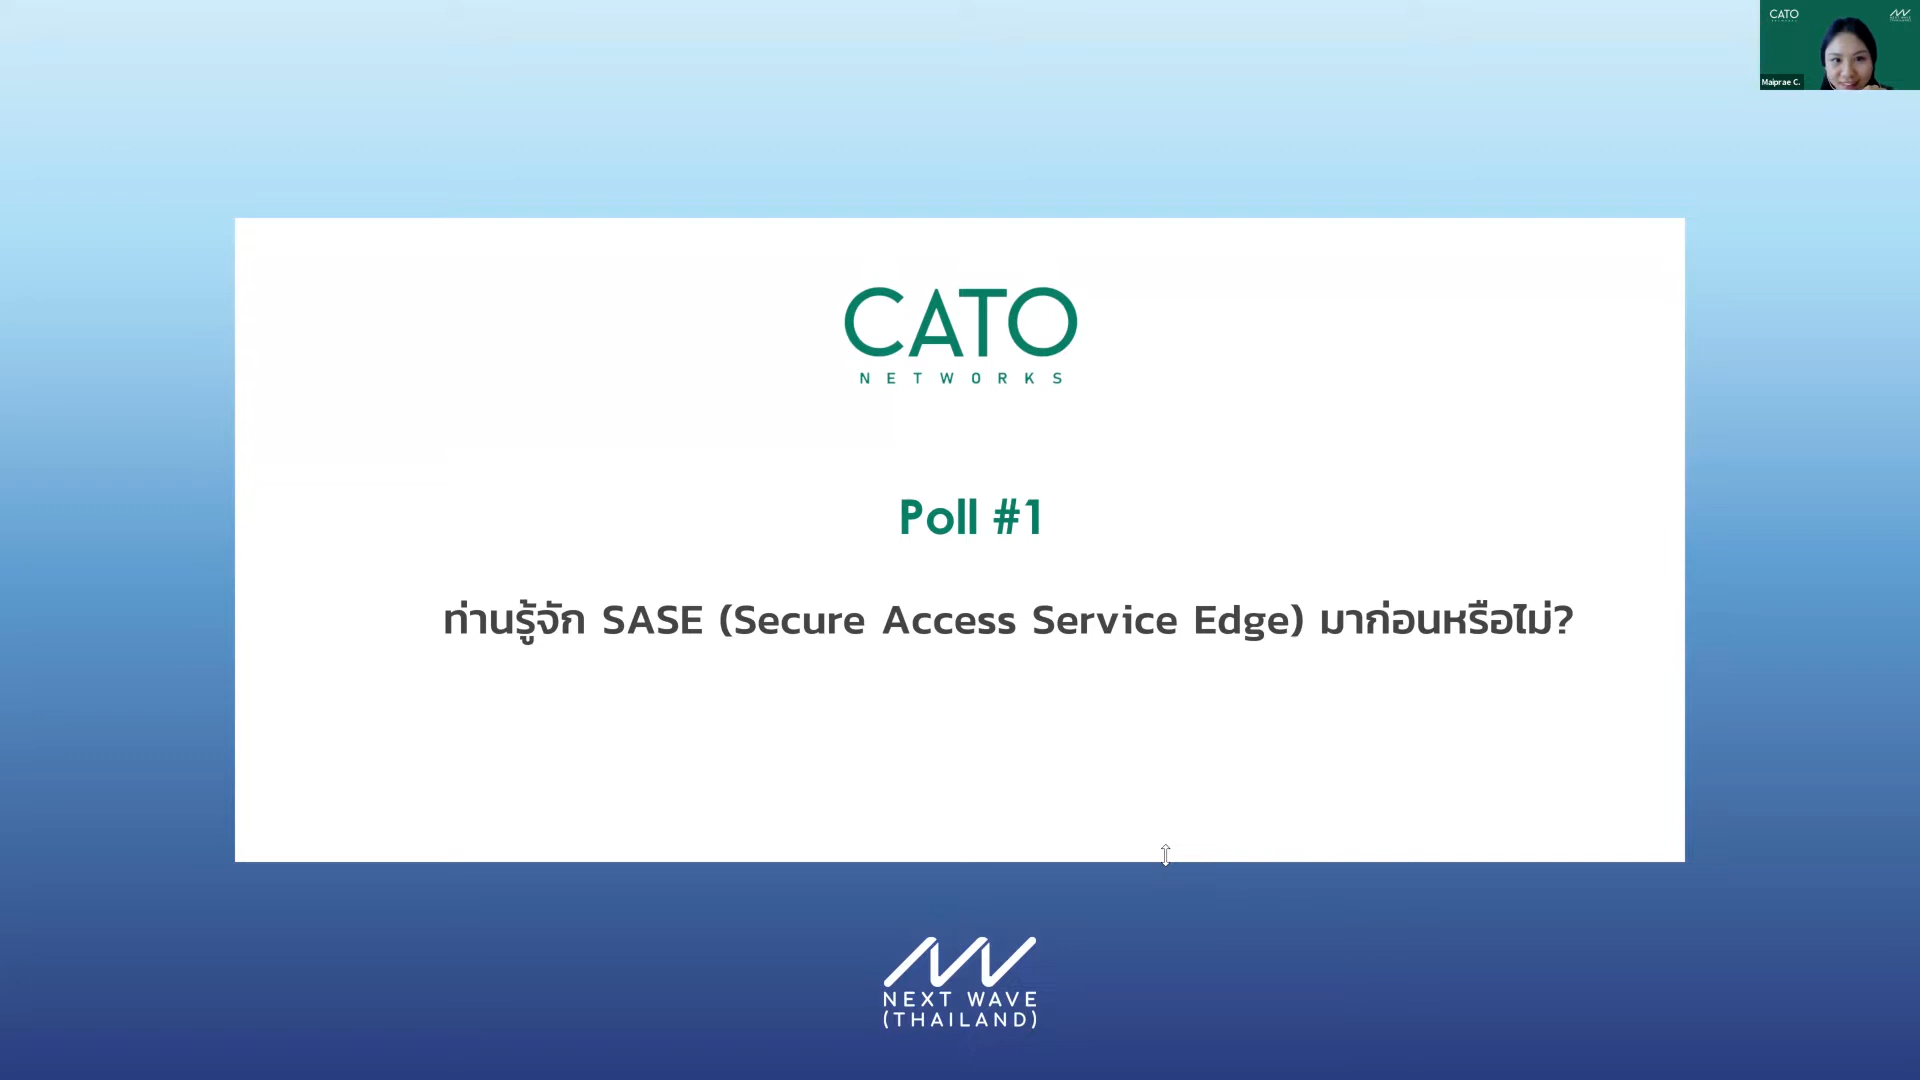 CATO
Maiprae C.
CATO
NETWORKS
Poll #1
ท่านรู้จัก SASE (Secure Access Service Edge) มาก่อนหรือไม่?
NEXT WAVE
(THAILAND)